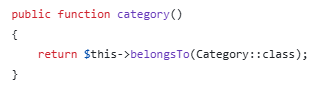 public function category()
{
    return $this->belongsTo(Category::class);
}